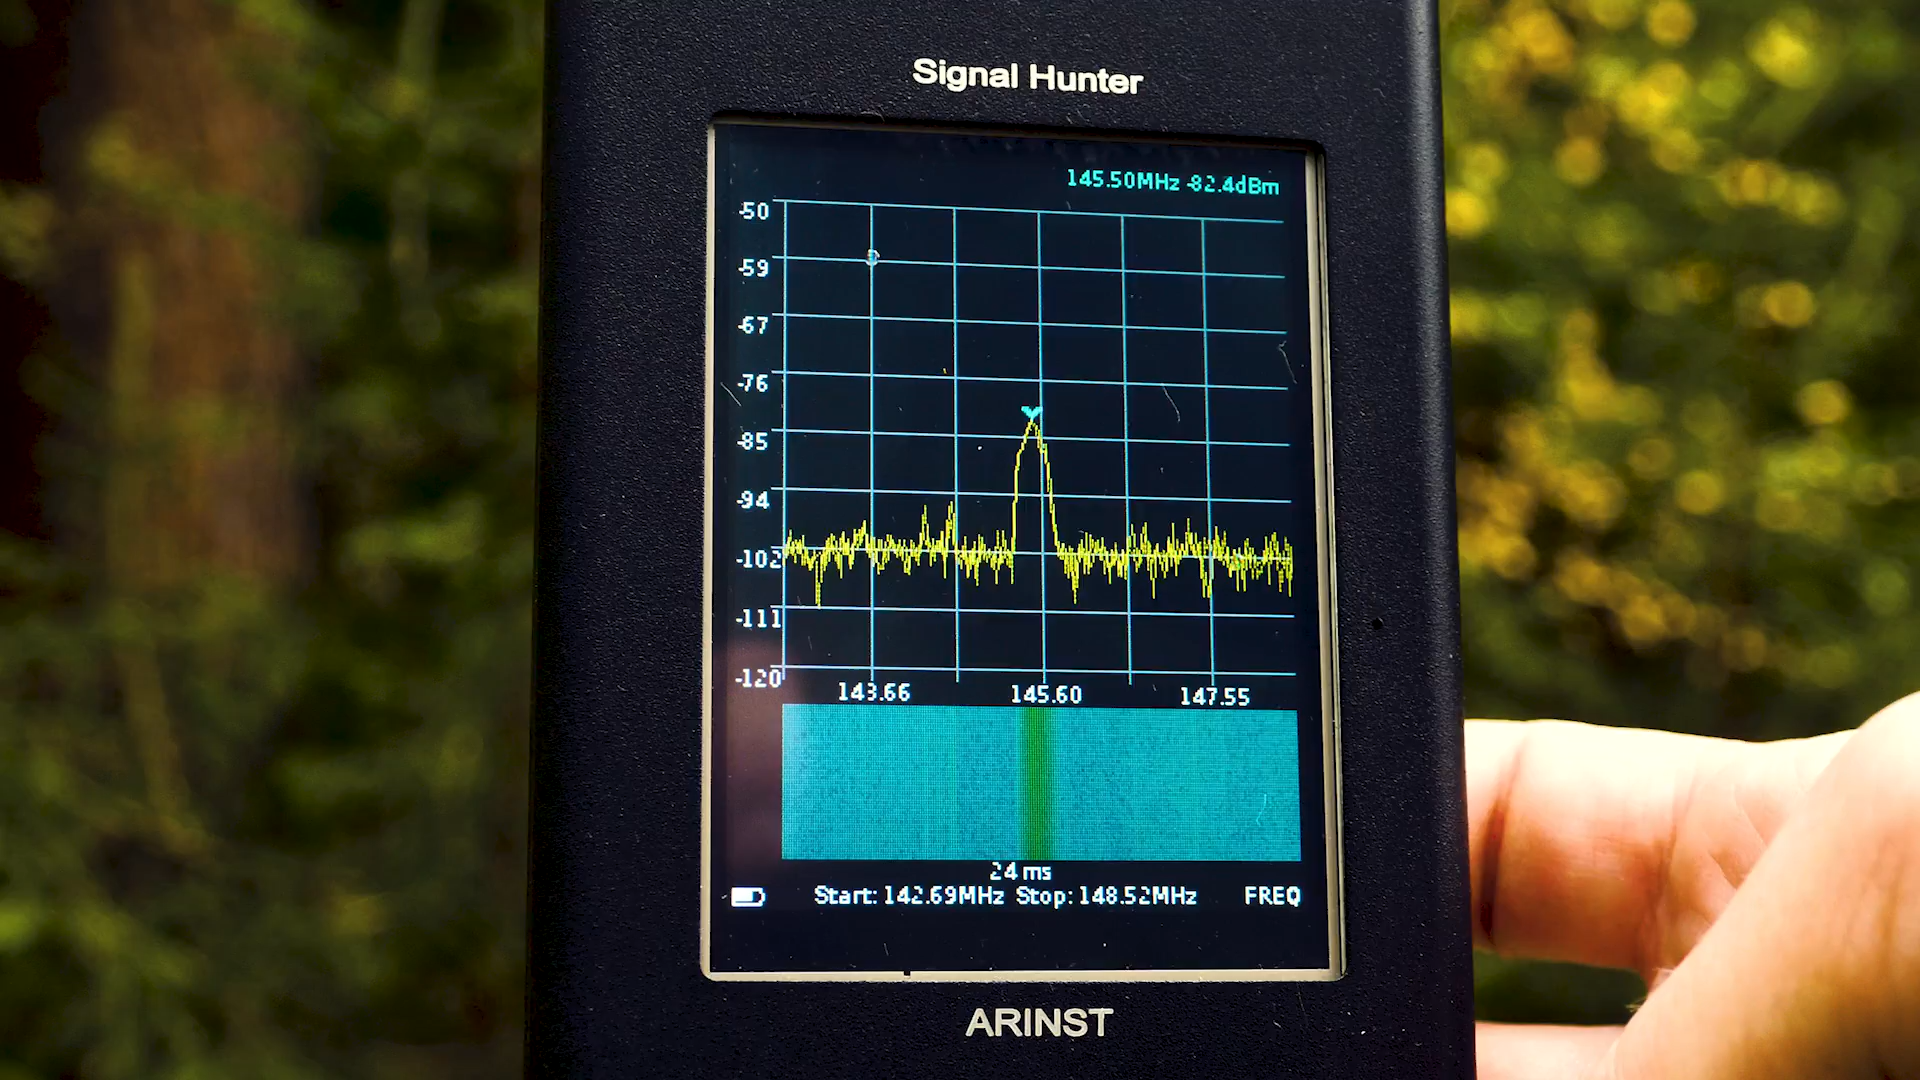 Signal Hunter
145.50MHz -82.4dBm
-50
-59
-67
-76
-85
-94
-102
-111
-120
143.66 145.60 147.55
24 ms
Start: 142.69MHz Stop: 148.52MHz FREQ
ARINST